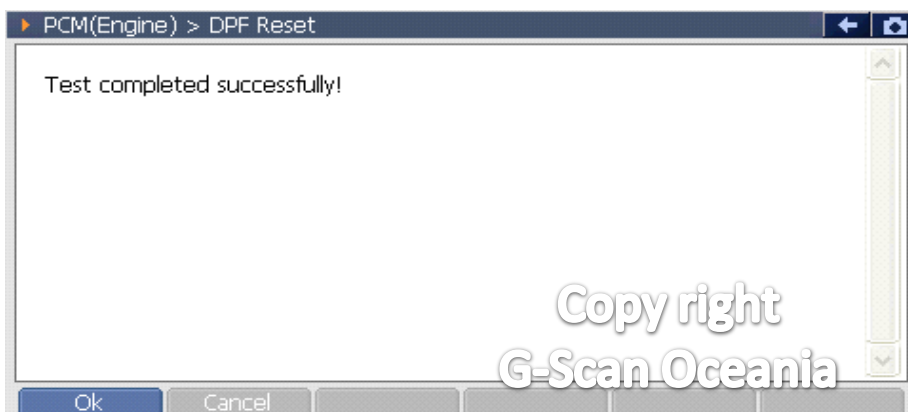 PCM(Engine) > DPF Reset
Test completed successfully!
Copy right
G-Scan Oceania
Ok
Cancel